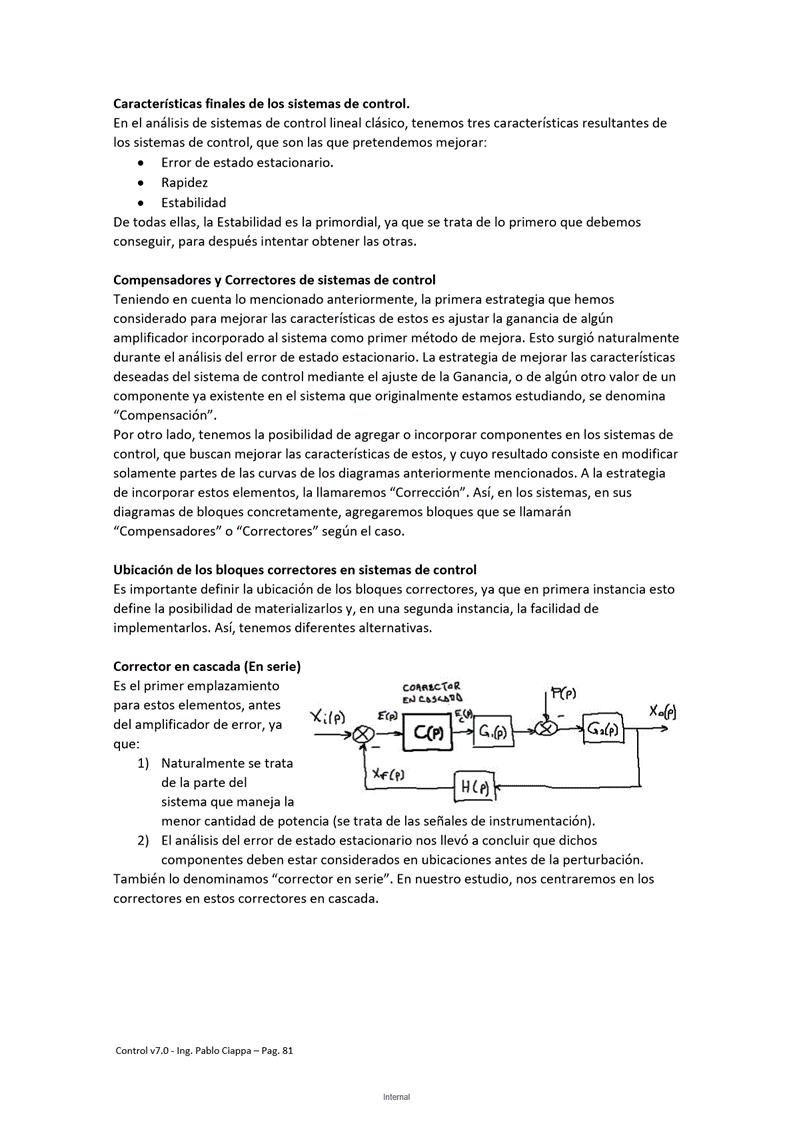 Características finales de los sistemas de control.
En el análisis de sistemas de control lineal clásico, tenemos tres características resultantes de
los sistemas de control, que son las que pretendemos mejorar:
• Error de estado estacionario.
• Rapidez
• Estabilidad
De todas ellas, la Estabilidad es la primordial, ya que se trata de lo primero que debemos
conseguir, para después intentar obtener las otras.
Compensadores y Correctores de sistemas de control
Teniendo en cuenta lo mencionado anteriormente, la primera estrategia que hemos
considerado para mejorar las características de estos es ajustar la ganancia de algún
amplificador incorporado al sistema como primer método de mejora. Esto surgió naturalmente
durante el análisis del error de estado estacionario. La estrategia de mejorar las características
deseadas del sistema de control mediante el ajuste de la Ganancia, o de algún otro valor de un
componente ya existente en el sistema que originalmente estamos estudiando, se denomina
“Compensación”.
Por otro lado, tenemos la posibilidad de agregar o incorporar componentes en los sistemas de
control, que buscan mejorar las características de estos, y cuyo resultado consiste en modificar
solamente partes de las curvas de los diagramas anteriormente mencionados. A la estrategia
de incorporar estos elementos, la llamaremos “Corrección”. Así, en los sistemas, en sus
diagramas de bloques concretamente, agregaremos bloques que se llamarán
“Compensadores” o “Correctores” según el caso.
Ubicación de los bloques correctores en sistemas de control
Es importante definir la ubicación de los bloques correctores, ya que en primera instancia esto
define la posibilidad de materializarlos y, en una segunda instancia, la facilidad de
implementarlos. Así, tenemos diferentes alternativas.
Corrector en cascada (En serie)
Es el primer emplazamiento
para estos elementos, antes
del amplificador de error, ya
que:
1) Naturalmente se trata
de la parte del
sistema que maneja la
menor cantidad de potencia (se trata de las señales de instrumentación).
2) El análisis del error de estado estacionario nos llevó a concluir que dichos
componentes deben estar considerados en ubicaciones antes de la perturbación.
También lo denominamos “corrector en serie”. En nuestro estudio, nos centraremos en los
correctores en estos correctores en cascada.
CORRECTOR
EN CASCADA
P(p)
Xi(p)
E(p)
C(p)
Ec(p)
G1(p)
G2(p)
Xo(p)
XF(p)
H(p)
Control v7.0 - Ing. Pablo Ciappa – Pag. 81
Internal